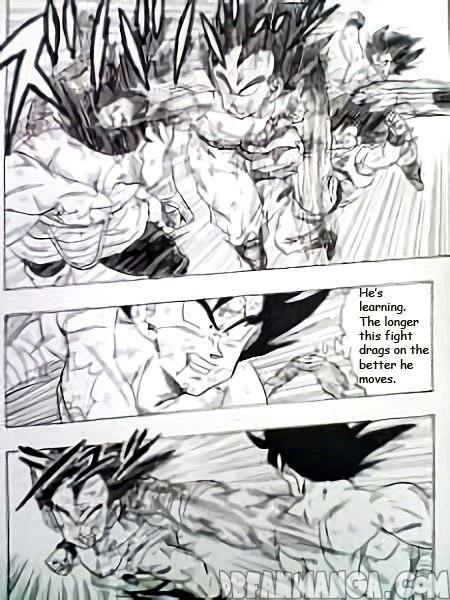 He's
learning.
The longer
this fight
drags on the
better he
moves.
DBFANMANGA.COM